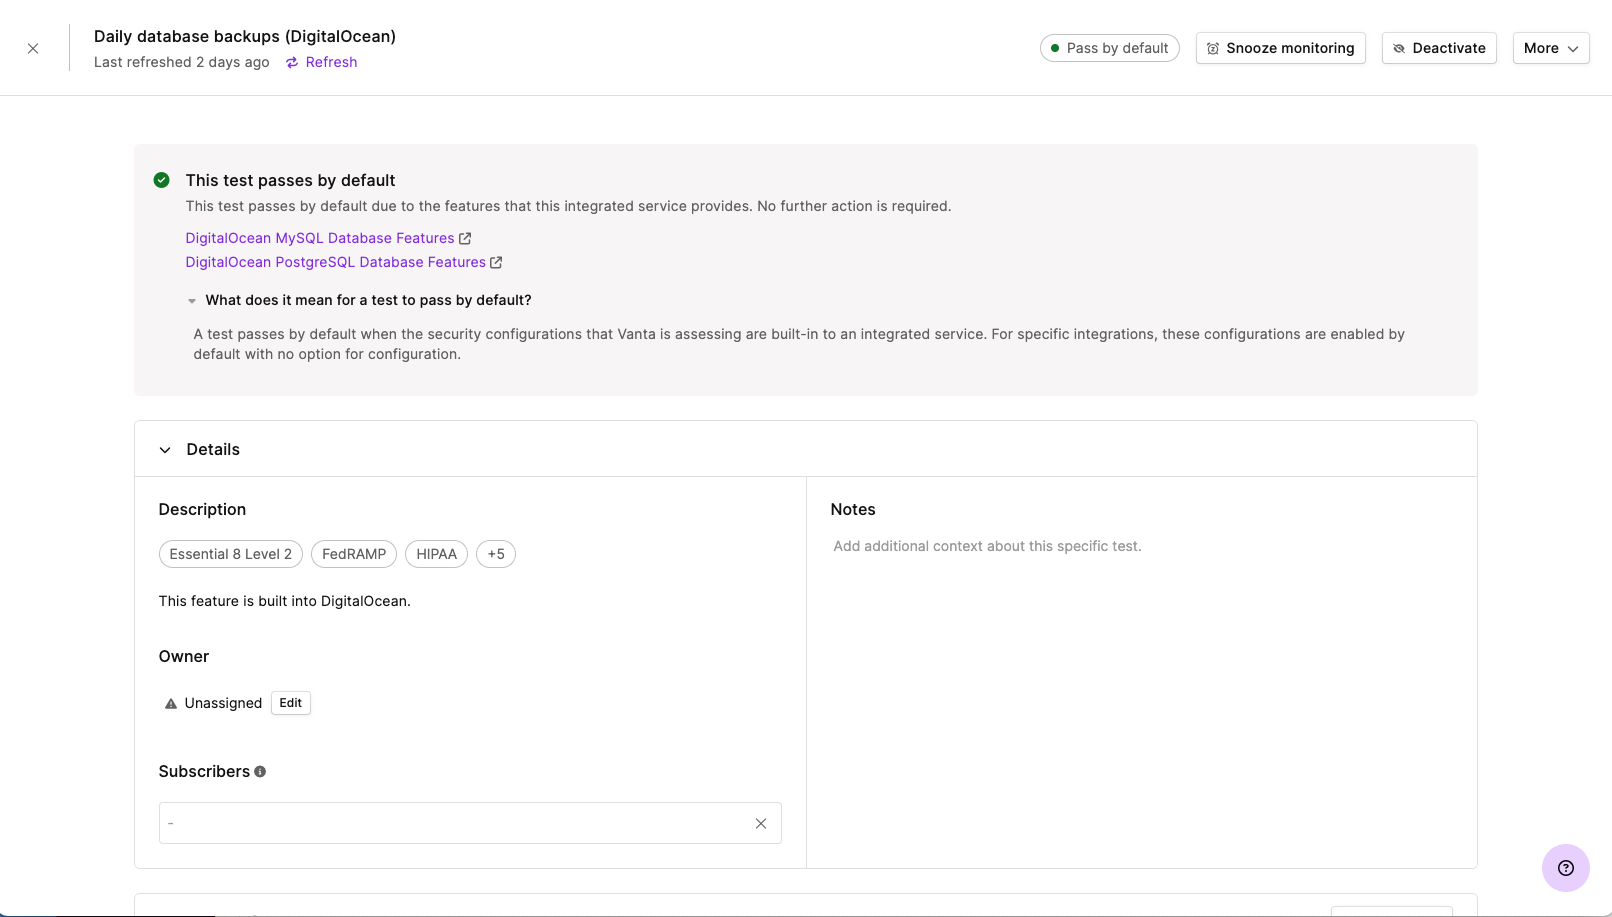 Daily database backups (DigitalOcean)
Last refreshed 2 days ago Refresh
Pass by default
Snooze monitoring
Deactivate
More
This test passes by default
This test passes by default due to the features that this integrated service provides. No further action is required.
DigitalOcean MySQL Database Features
DigitalOcean PostgreSQL Database Features
What does it mean for a test to pass by default?
A test passes by default when the security configurations that Vanta is assessing are built-in to an integrated service. For specific integrations, these configurations are enabled by
default with no option for configuration.
Details
Description
Essential 8 Level 2 FedRAMP HIPAA +5
This feature is built into DigitalOcean.
Owner
Unassigned Edit
Subscribers
-
Notes
Add additional context about this specific test.